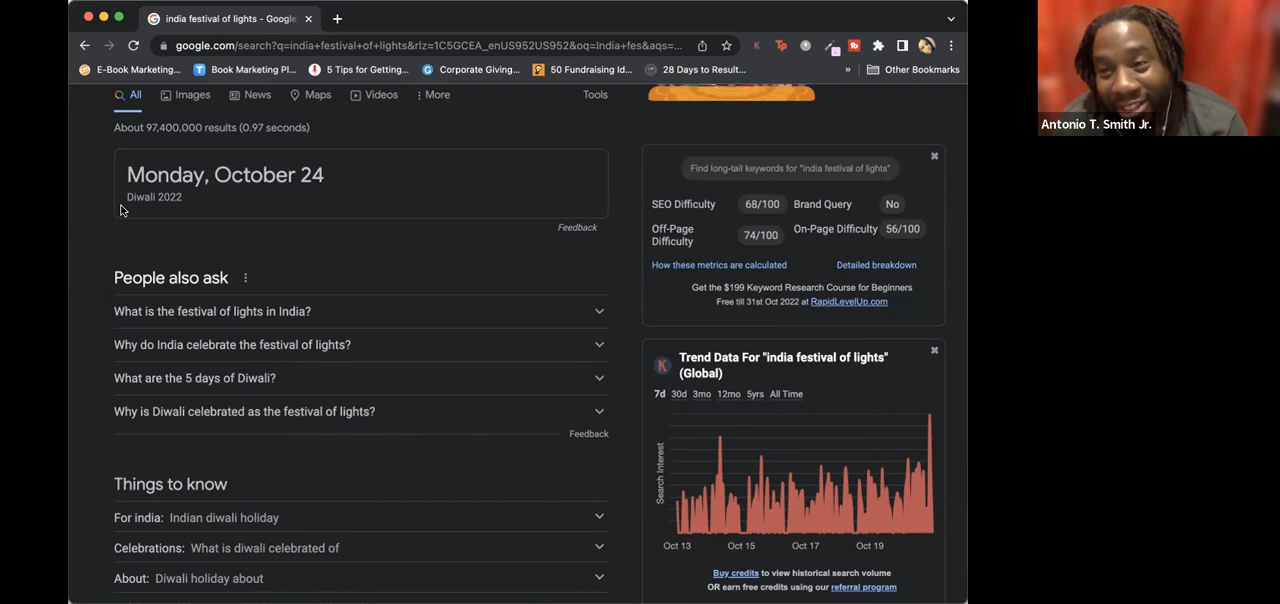 india festival of lights - Google
google.com/search?q=india+festival+of+lights&rlz=1C5GCEA_enUS952US952&oq=India+fes&aqs=...
E-Book Marketing...
Book Marketing Pl...
5 Tips for Getting...
Corporate Giving...
50 Fundraising Id...
28 Days to Result...
»
Other Bookmarks
All
Images
News
Maps
Videos
More
Tools
About 97,400,000 results (0.97 seconds)
Monday, October 24
Diwali 2022
Feedback
People also ask
What is the festival of lights in India?
Why do India celebrate the festival of lights?
What are the 5 days of Diwali?
Why is Diwali celebrated as the festival of lights?
Feedback
Things to know
For india: Indian diwali holiday
Celebrations: What is diwali celebrated of
About: Diwali holiday about
Find long-tail keywords for "india festival of lights"
SEO Difficulty 68/100 Brand Query No
Off-Page Difficulty 74/100 On-Page Difficulty 56/100
How these metrics are calculated
Detailed breakdown
Get the $199 Keyword Research Course for Beginners
Free till 31st Oct 2022 at RapidLevelUp.com
K
Trend Data For "india festival of lights"
(Global)
7d 30d 3mo 12mo 5yrs All Time
Search Interest
Oct 13 Oct 15 Oct 17 Oct 19
Buy credits to view historical search volume
OR earn free credits using our referral program
Antonio T. Smith Jr.